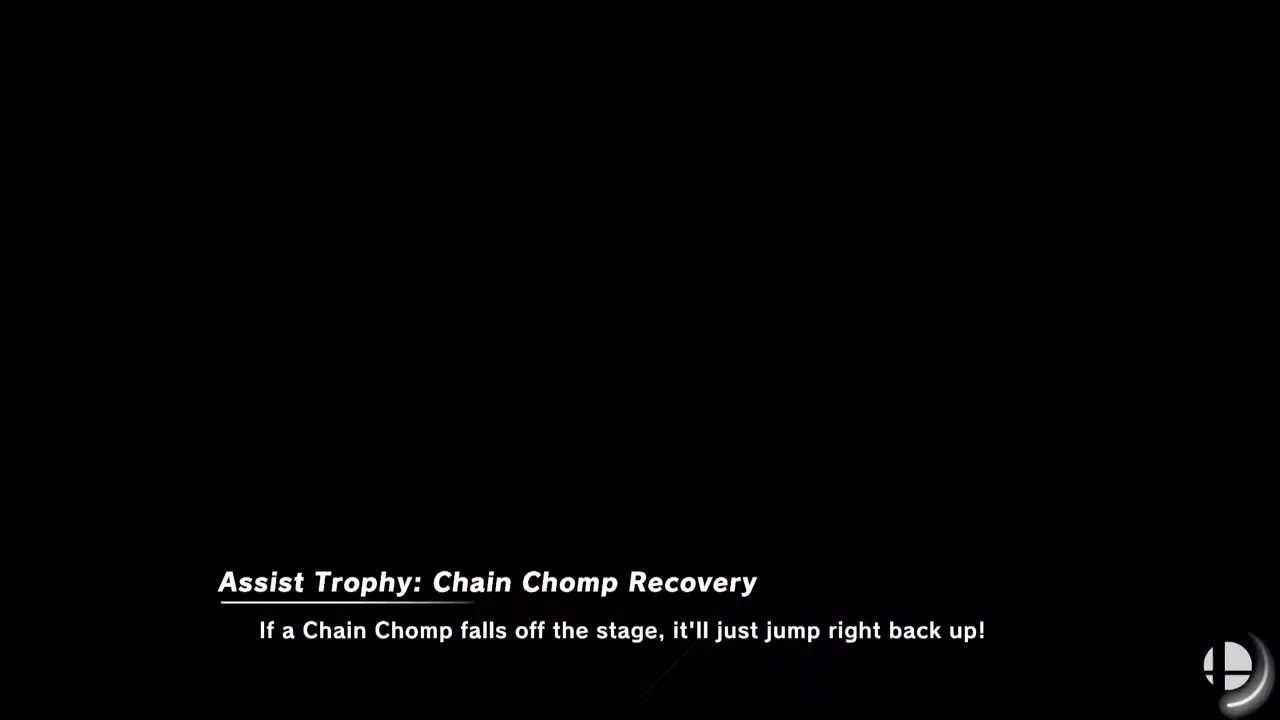 Assist Trophy: Chain Chomp Recovery
If a Chain Chomp falls off the stage, it'll just jump right back up!